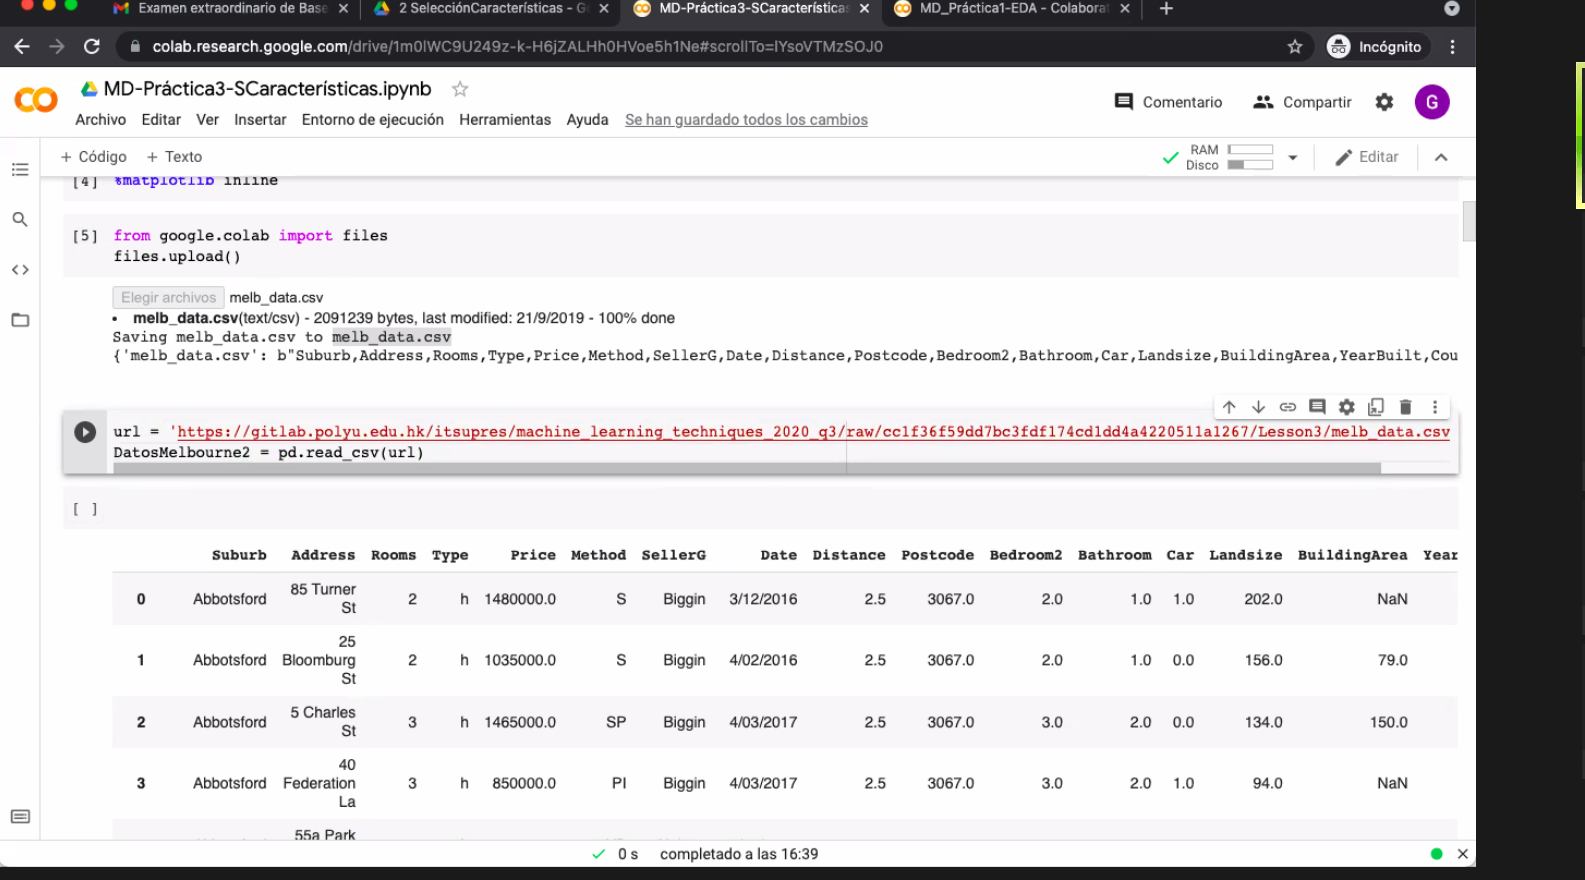 Examen extraordinario de Base
2 SelecciónCaracterísticas - G
MD-Práctica3-SCaracterísticas
MD_Práctica1-EDA - Colabora
colab.research.google.com/drive/1m0lWC9U249z-k-H6jZALHh0HVoe5h1Ne#scrollTo=lYsoVTMzSOJ0
Incógnito
MD-Práctica3-SCaracterísticas.ipynb
Comentario Compartir G
Archivo Editar Ver Insertar Entorno de ejecución Herramientas Ayuda Se han guardado todos los cambios
+ Código + Texto
RAM
Disco
Editar
[4] %matplotlib inline
[5] from google.colab import files
files.upload()
Elegir archivos melb_data.csv
• melb_data.csv(text/csv) - 2091239 bytes, last modified: 21/9/2019 - 100% done
Saving melb_data.csv to melb_data.csv
{'melb_data.csv': b"Suburb,Address,Rooms,Type,Price,Method,SellerG,Date,Distance,Postcode,Bedroom2,Bathroom,Car,Landsize,BuildingArea,YearBuilt,Cou
url = 'https://gitlab.polyu.edu.hk/itsupres/machine_learning_techniques_2020_q3/raw/cc1f36f59dd7bc3fdf174cd1dd4a4220511a1267/Lesson3/melb_data.csv
DatosMelbourne2 = pd.read_csv(url)
[ ]
Suburb Address Rooms Type Price Method SellerG Date Distance Postcode Bedroom2 Bathroom Car Landsize BuildingArea Year
0 Abbotsford 85 Turner St 2 h 1480000.0 S Biggin 3/12/2016 2.5 3067.0 2.0 1.0 1.0 202.0 NaN
1 Abbotsford 25 Bloomburg St 2 h 1035000.0 S Biggin 4/02/2016 2.5 3067.0 2.0 1.0 0.0 156.0 79.0
2 Abbotsford 5 Charles St 3 h 1465000.0 SP Biggin 4/03/2017 2.5 3067.0 3.0 2.0 0.0 134.0 150.0
3 Abbotsford 40 Federation La 3 h 850000.0 PI Biggin 4/03/2017 2.5 3067.0 3.0 2.0 1.0 94.0 NaN
55a Park
0 s completado a las 16:39